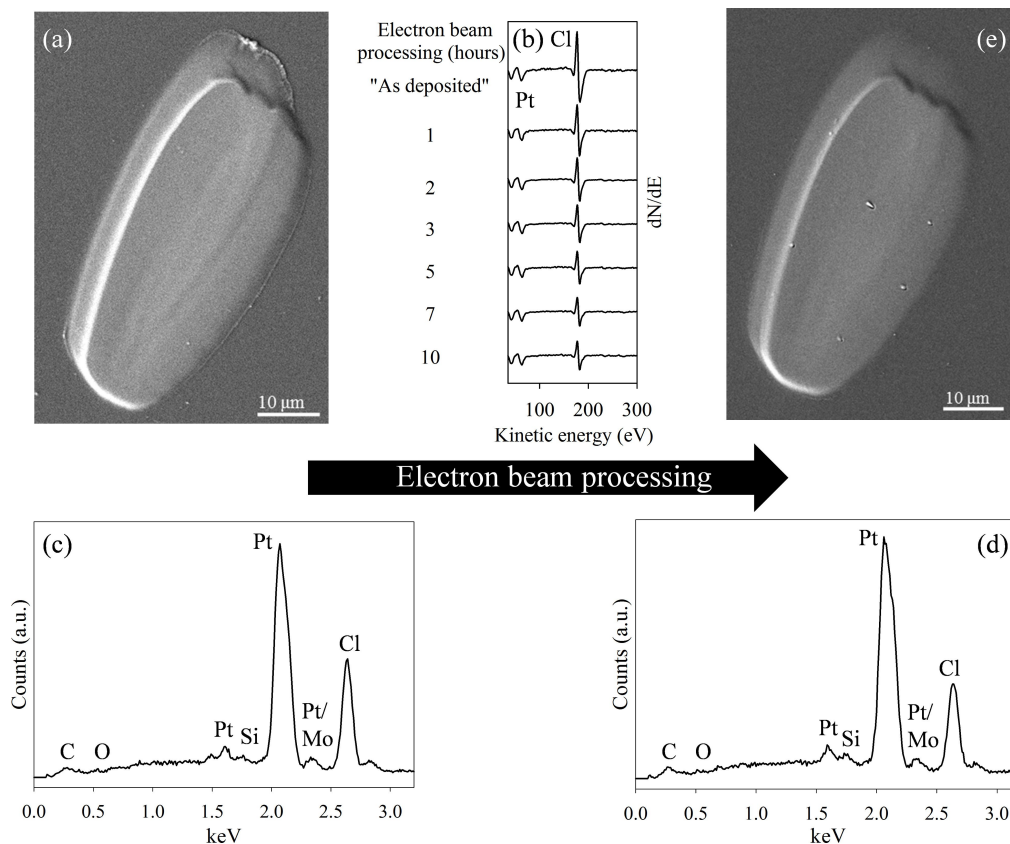 (a)
10 µm
Electron beam
processing (hours)
"As deposited"
1
2
3
5
7
10
(b)
Cl
Pt
dN/dE
100 200 300
Kinetic energy (eV)
(e)
10 µm
Electron beam processing
(c)
Pt
Cl
Pt/
Mo
Pt
Si
C
O
Counts (a.u.)
0.0 0.5 1.0 1.5 2.0 2.5 3.0
keV
(d)
Pt
Cl
Pt/
Mo
Pt
Si
C
O
Counts (a.u.)
0.0 0.5 1.0 1.5 2.0 2.5 3.0
keV